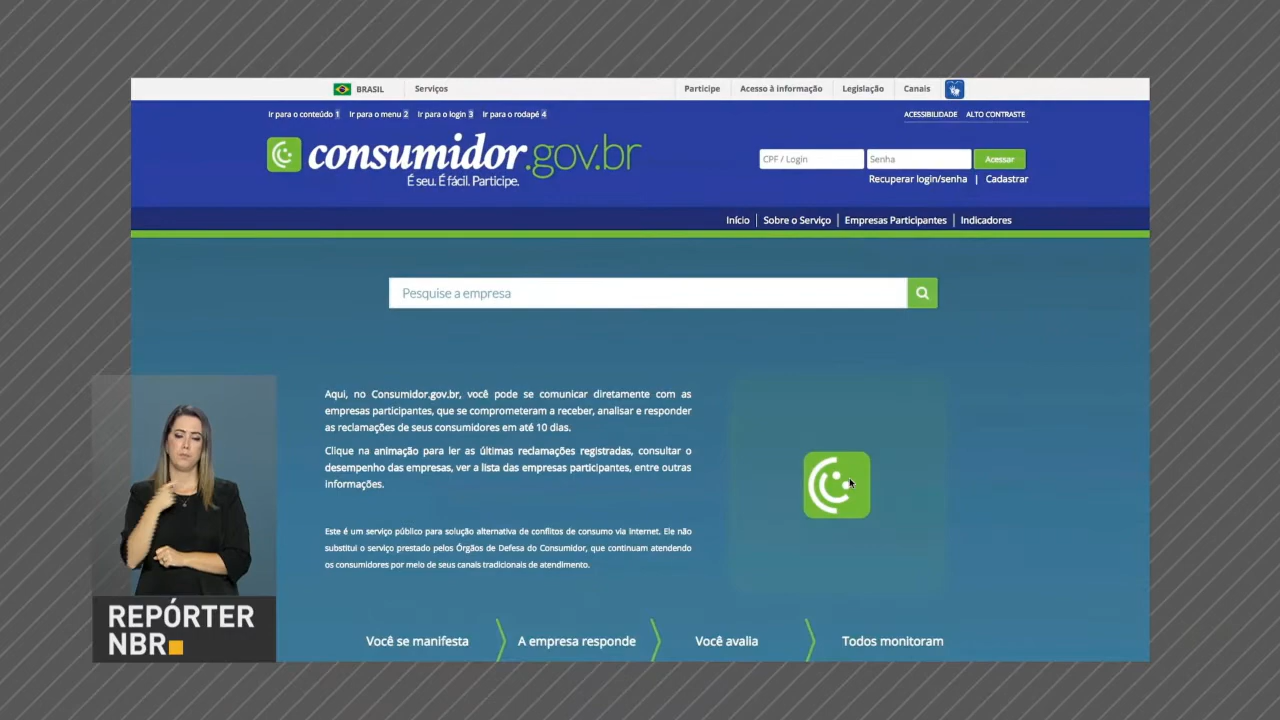 BRASIL Serviços Participe Acesso à informação Legislação Canais
Ir para o conteúdo 1 Ir para o menu 2 Ir para o login 3 Ir para o rodapé 4 ACESSIBILIDADE ALTO CONTRASTE
consumidor.gov.br
É seu. É fácil. Participe.
CPF / Login Senha Acessar
Recuperar login/senha | Cadastrar
Início | Sobre o Serviço | Empresas Participantes | Indicadores
Pesquise a empresa
Aqui, no Consumidor.gov.br, você pode se comunicar diretamente com as
empresas participantes, que se comprometeram a receber, analisar e responder
as reclamações de seus consumidores em até 10 dias.
Clique na animação para ler as últimas reclamações registradas, consultar o
desempenho das empresas, ver a lista das empresas participantes, entre outras
informações.
Este é um serviço público para solução alternativa de conflitos de consumo via internet. Ele não
substitui o serviço prestado pelos Órgãos de Defesa do Consumidor, que continuam atendendo
os consumidores por meio de seus canais tradicionais de atendimento.
Você se manifesta A empresa responde Você avalia Todos monitoram
REPÓRTER
NBR